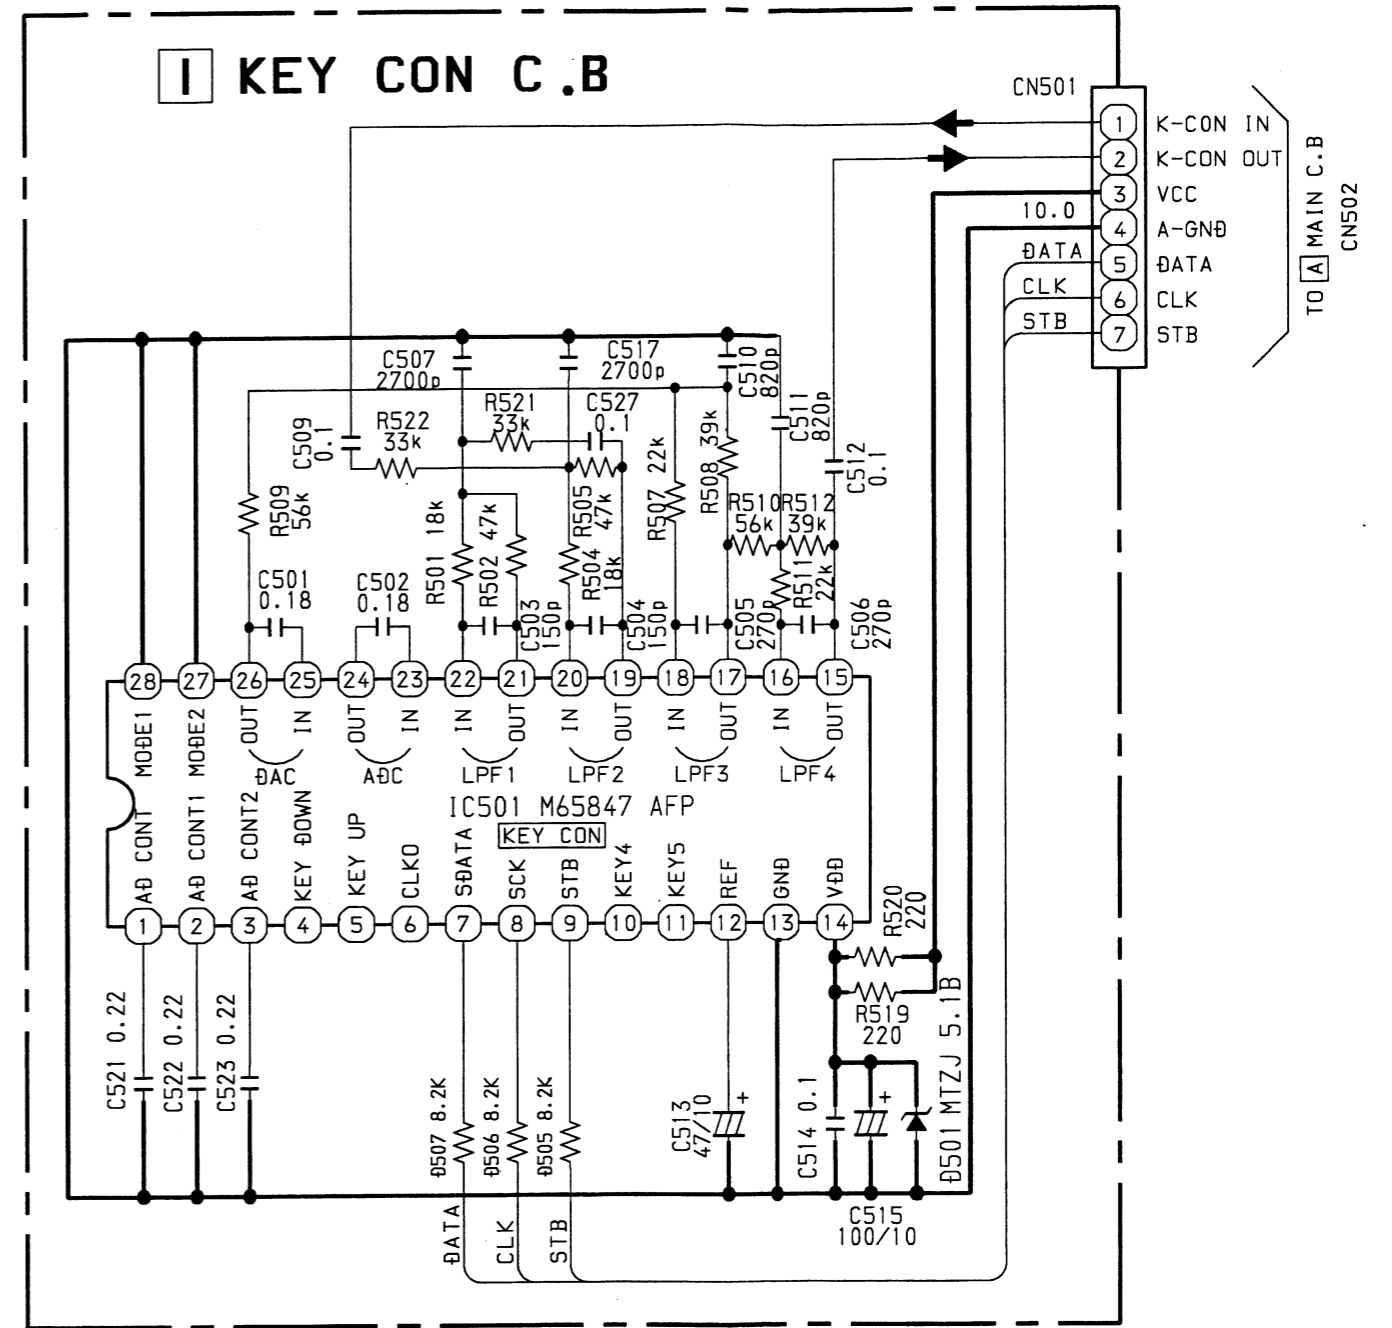 I KEY CON C.B
CN501
1 K-CON IN
2 K-CON OUT
3 VCC
10.0
4 A-GND
DATA 5 DATA
CLK 6 CLK
STB 7 STB
TO A MAIN C.B
CN502
C507
2700p
C517
2700p
C510
820p
C509
0.1
R522
33k
R521
33k
C527
0.1
C511
820p
C512
0.1
R509
56k
R501 18k
R502 47k
R505
47k
R504
18k
R507 22k
R508 39k
R510
56k
R512
39k
R511
22k
C501
0.18
C502
0.18
C503
150p
C504
150p
C505
270p
C506
270p
28 27 26 25 24 23 22 21 20 19 18 17 16 15
MODE1
MODE2
OUT IN
DAC
OUT IN
ADC
IN OUT
LPF1
IN OUT
LPF2
IN OUT
LPF3
IN OUT
LPF4
IC501 M65847 AFP
KEY CON
AD CONT
AD CONT1
AD CONT2
KEY DOWN
KEY UP
CLKO
SDATA
SCK
STB
KEY4
KEY5
REF
GND
VDD
1 2 3 4 5 6 7 8 9 10 11 12 13 14
R520
220
R519
220
C521 0.22
C522 0.22
C523 0.22
D507 8.2K
D506 8.2K
D505 8.2K
C513
47/10
+
C514 0.1
+
C515
100/10
D501 MTZJ 5.1B
DATA
CLK
STB